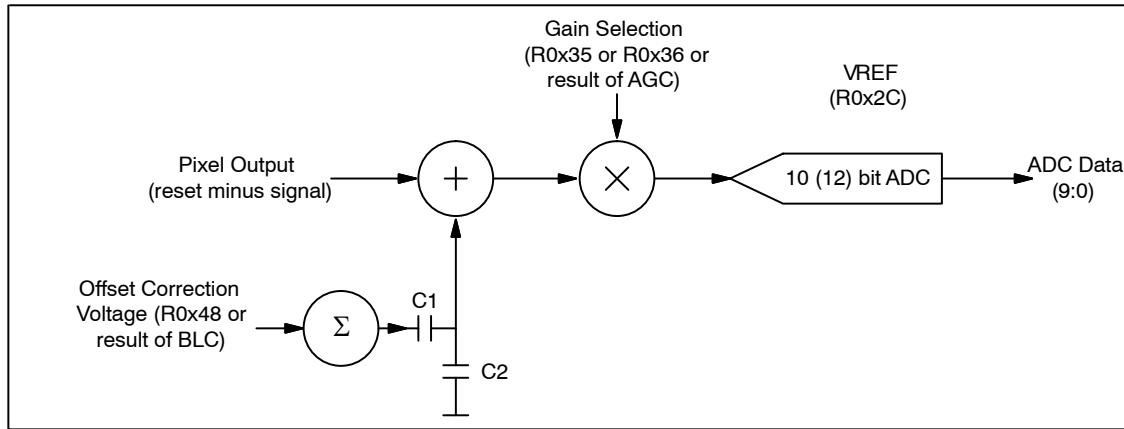 Gain Selection
(R0x35 or R0x36 or
result of AGC)
VREF
(R0x2C)
Pixel Output
(reset minus signal)
+
×
10 (12) bit ADC
ADC Data
(9:0)
Offset Correction
Voltage (R0x48 or
result of BLC)
Σ
C1
C2